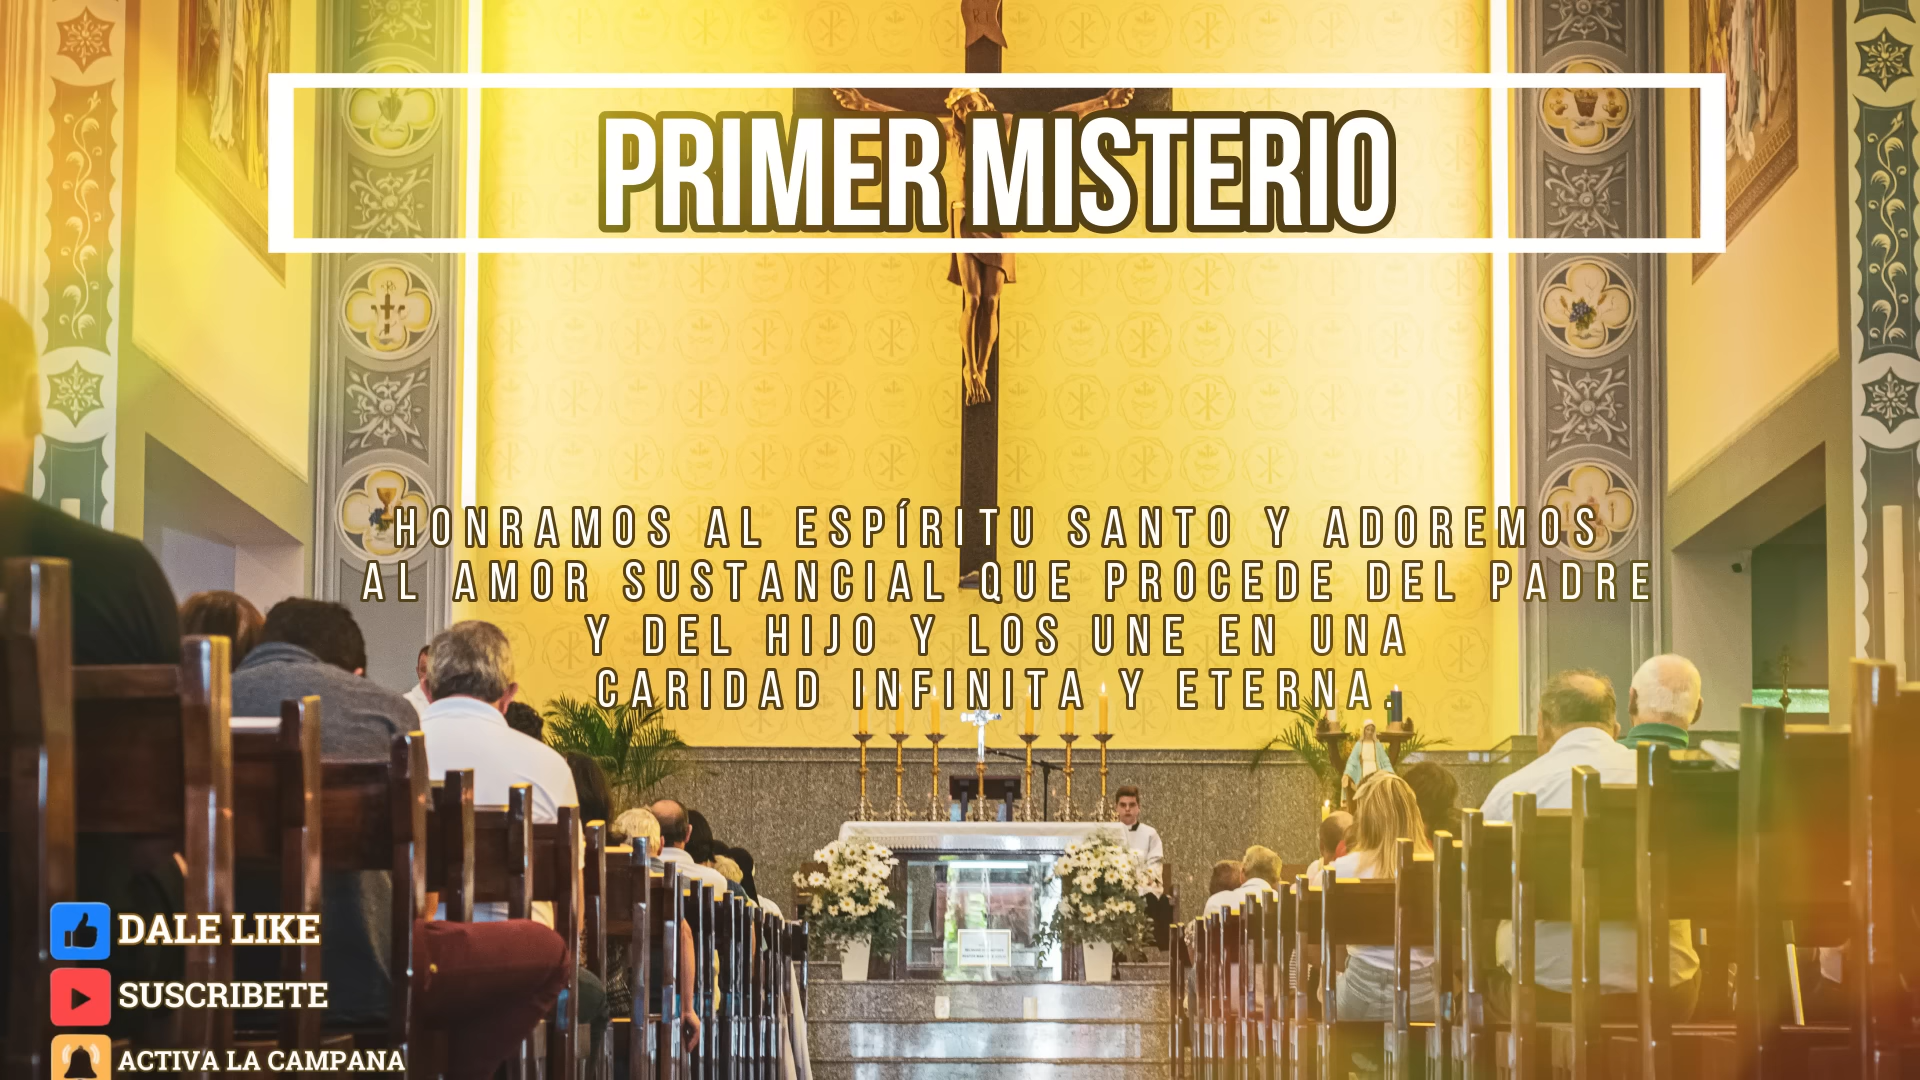 PRIMER MISTERIO
HONRAMOS AL ESPÍRITU SANTO Y ADOREMOS
AL AMOR SUSTANCIAL QUE PROCEDE DEL PADRE
Y DEL HIJO Y LOS UNE EN UNA
CARIDAD INFINITA Y ETERNA.
DALE LIKE
SUSCRIBETE
ACTIVA LA CAMPANA